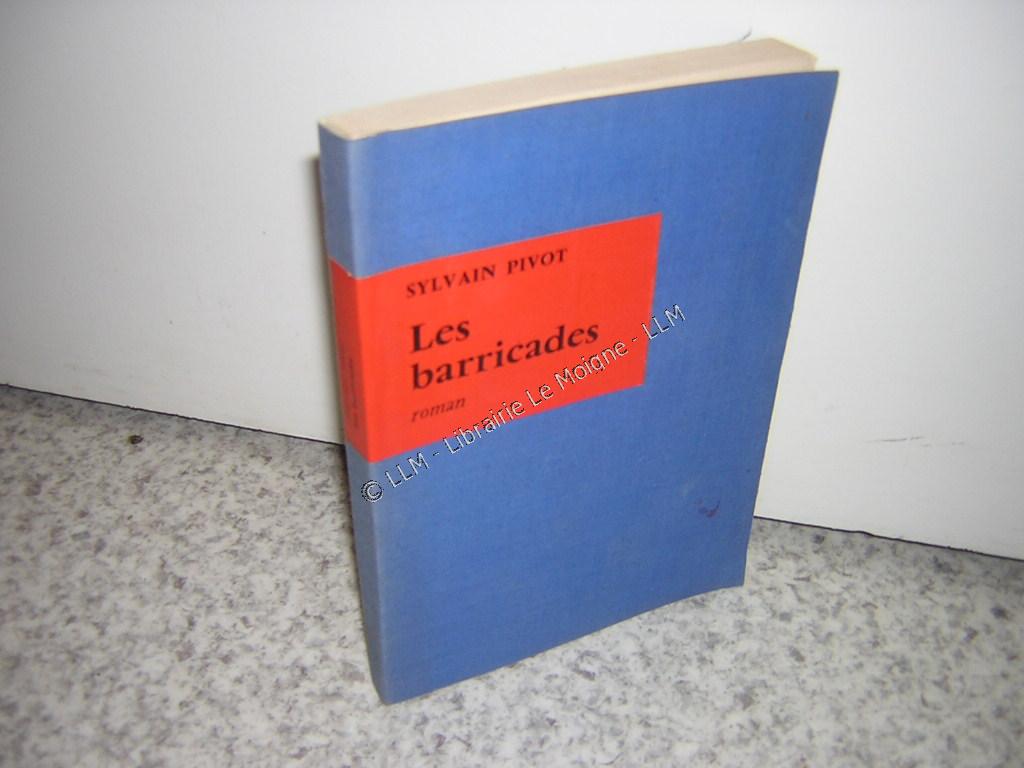 SYLVAIN PIVOT
Les
barricades
roman
© LLM - Librairie Le Moigne - LLM